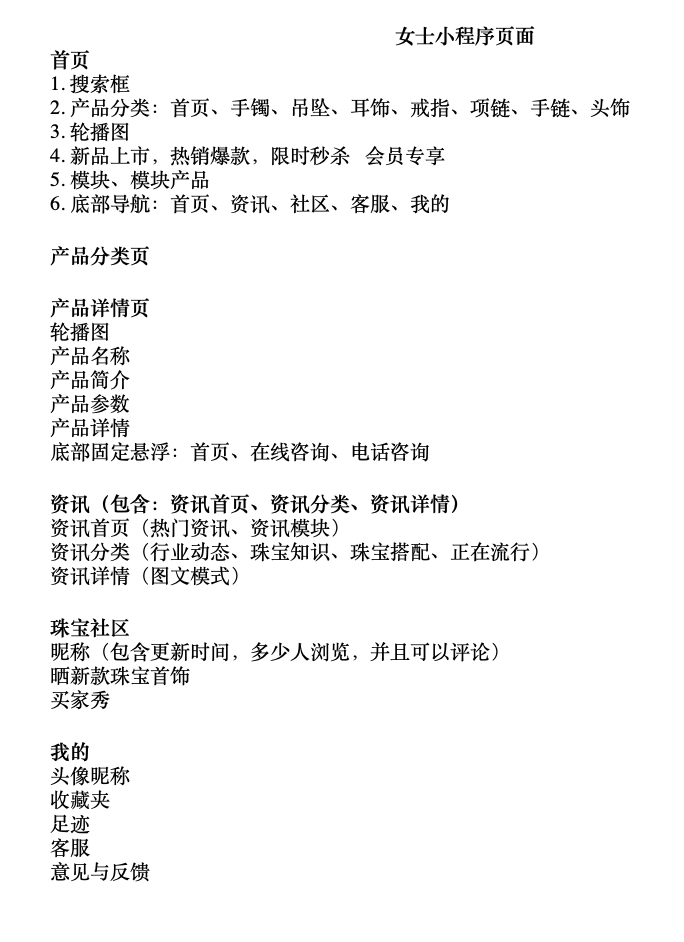 女士小程序页面
首页
1. 搜索框
2. 产品分类：首页、手镯、吊坠、耳饰、戒指、项链、手链、头饰
3. 轮播图
4. 新品上市，热销爆款，限时秒杀 会员专享
5. 模块、模块产品
6. 底部导航：首页、资讯、社区、客服、我的
产品分类页
产品详情页
轮播图
产品名称
产品简介
产品参数
产品详情
底部固定悬浮：首页、在线咨询、电话咨询
资讯（包含：资讯首页、资讯分类、资讯详情）
资讯首页（热门资讯、资讯模块）
资讯分类（行业动态、珠宝知识、珠宝搭配、正在流行）
资讯详情（图文模式）
珠宝社区
昵称（包含更新时间，多少人浏览，并且可以评论）
晒新款珠宝首饰
买家秀
我的
头像昵称
收藏夹
足迹
客服
意见与反馈